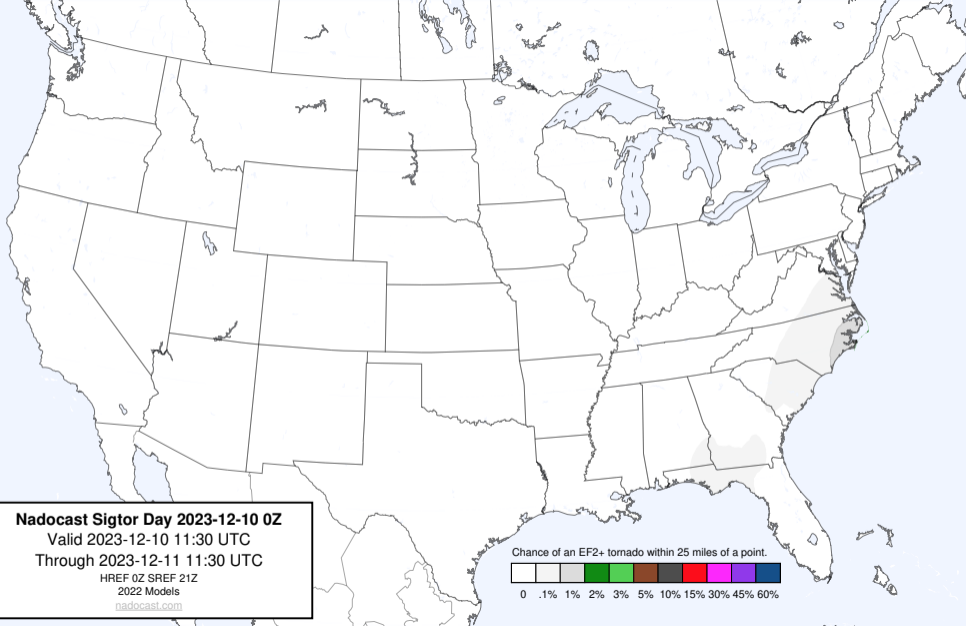 Nadocast Sigtor Day 2023-12-10 0Z
Valid 2023-12-10 11:30 UTC
Through 2023-12-11 11:30 UTC
HREF 0Z SREF 21Z
2022 Models
nadocast.com
Chance of an EF2+ tornado within 25 miles of a point.
0 .1% 1% 2% 3% 5% 10% 15% 30% 45% 60%